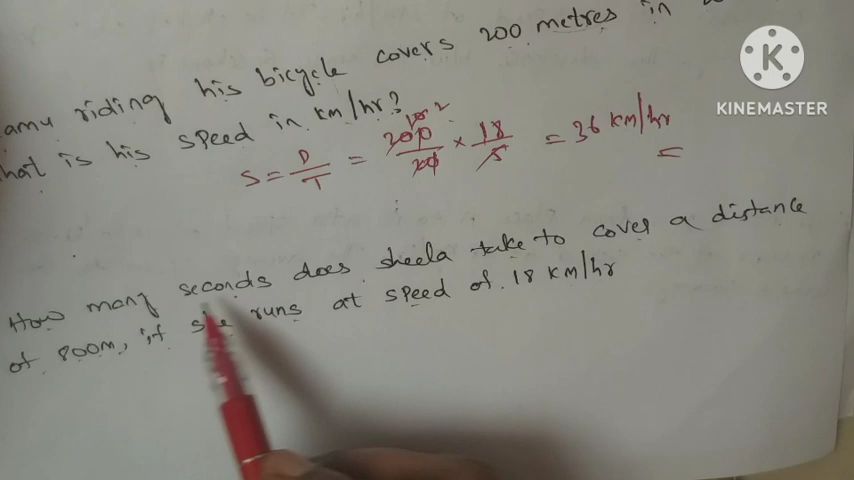 amu riding his bicycle covers 200 metres in
hat is his speed in km/hr?
S = D/T = 200/20 × 18/5 = 36 km/hr
How many seconds does sheela take to cover a distance
of 800m, if she runs at speed of 18 km/hr
KINEMASTER